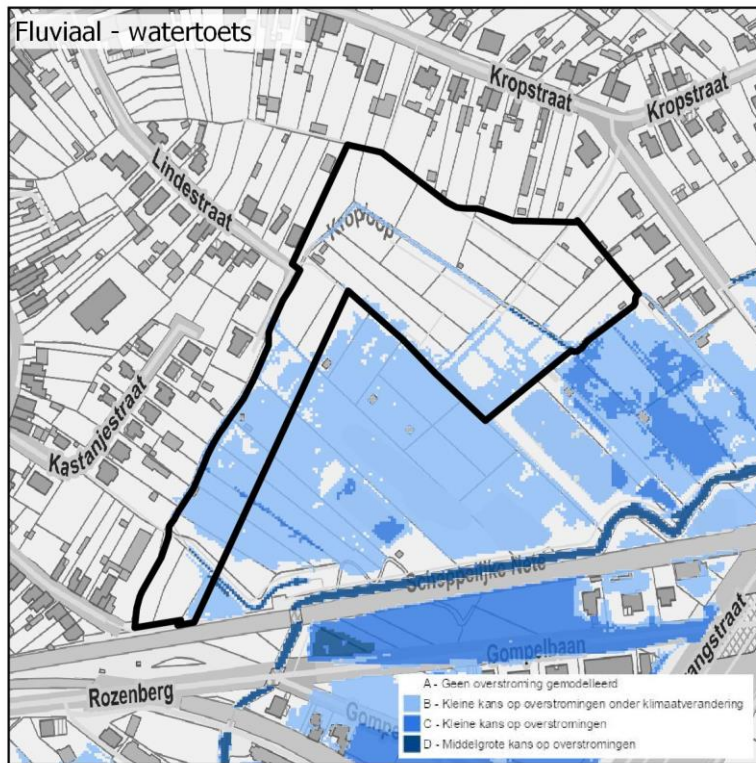 Fluviaal - watertoets
Kropstraat
Kropstraat
Lindestraat
Kroploop
Kastanjestraat
Scheppelijke Nete
Gompelbaan
Rozenberg
A - Geen overstroming gemodelleerd
B - Kleine kans op overstromingen onder klimaatverandering
C - Kleine kans op overstromingen
D - Middelgrote kans op overstromingen